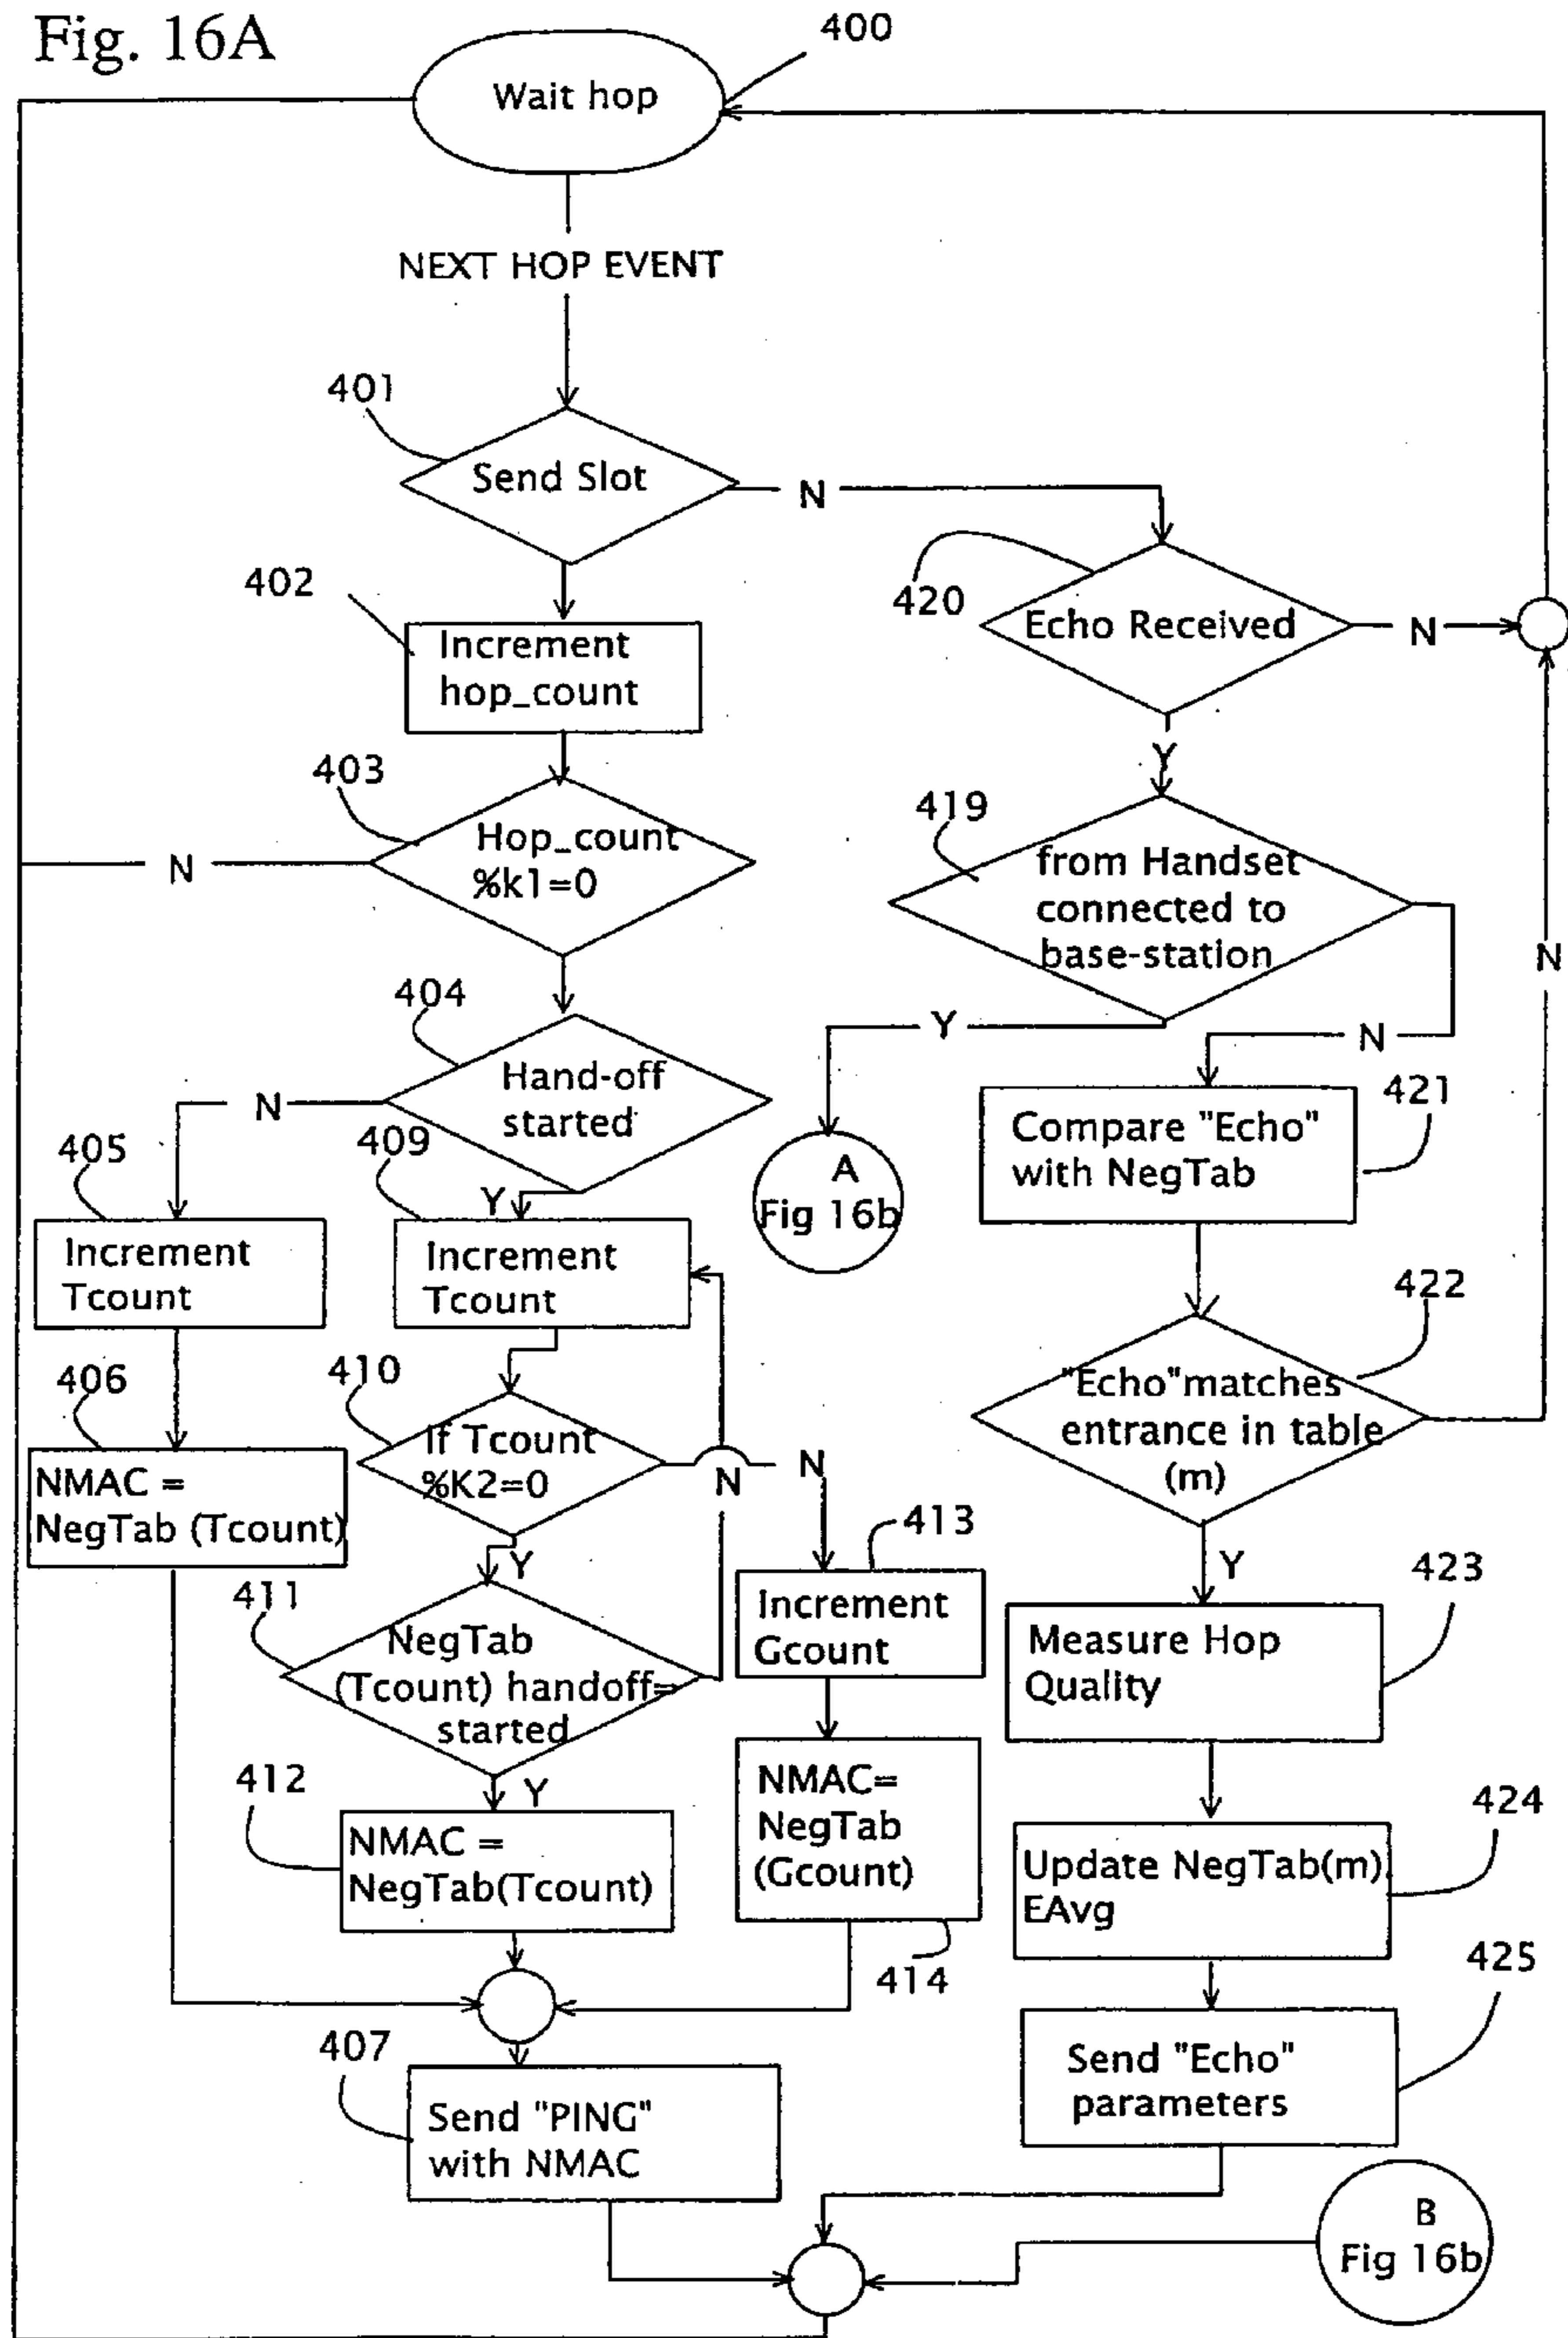 Fig. 16A
400
Wait hop
NEXT HOP EVENT
401
Send Slot
N
402
Increment
hop_count
420
Echo Received
N
Y
403
Hop_count
%k1=0
N
419
from Handset
connected to
base-station
N
Y
N
404
Hand-off
started
N
Y
A
Fig 16b
405
Increment
Tcount
409
Increment
Tcount
421
Compare "Echo"
with NegTab
406
NMAC =
NegTab (Tcount)
410
If Tcount
%K2=0
N
N
Y
422
"Echo"matches
entrance in table
(m)
Y
411
NegTab
(Tcount) handoff=
started
Y
413
Increment
Gcount
423
Measure Hop
Quality
412
NMAC =
NegTab(Tcount)
NMAC=
NegTab
(Gcount)
414
424
Update NegTab(m)
EAvg
425
Send "Echo"
parameters
407
Send "PING"
with NMAC
B
Fig 16b